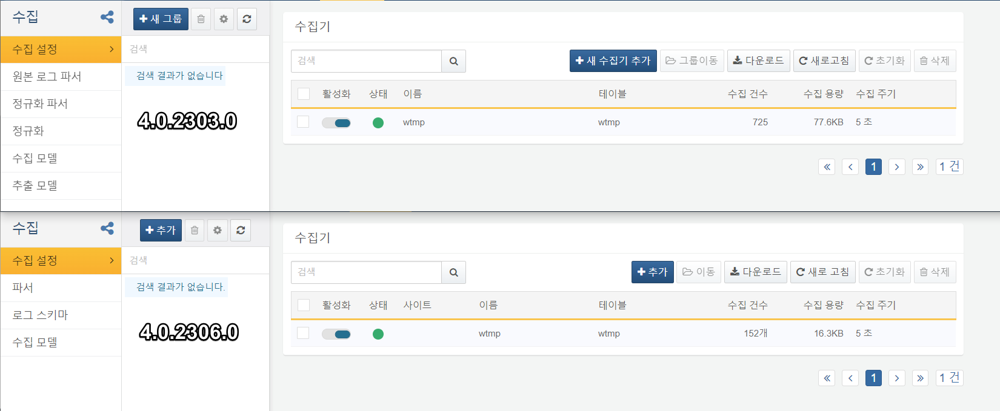 수집
수집 설정
원본 로그 파서
정규화 파서
정규화
수집 모델
추출 모델
새 그룹
검색
검색 결과가 없습니다
4.0.2303.0
수집기
검색
새 수집기 추가 그룹이동 다운로드 새로고침 초기화 삭제
활성화 상태 이름 테이블 수집 건수 수집 용량 수집 주기
wtmp wtmp 725 77.6KB 5 초
« ‹ 1 › » 1 건
수집
수집 설정
파서
로그 스키마
수집 모델
추가
검색
검색 결과가 없습니다.
4.0.2306.0
수집기
검색
추가 이동 다운로드 새로 고침 초기화 삭제
활성화 상태 사이트 이름 테이블 수집 건수 수집 용량 수집 주기
wtmp wtmp 152개 16.3KB 5 초
« ‹ 1 › » 1 건